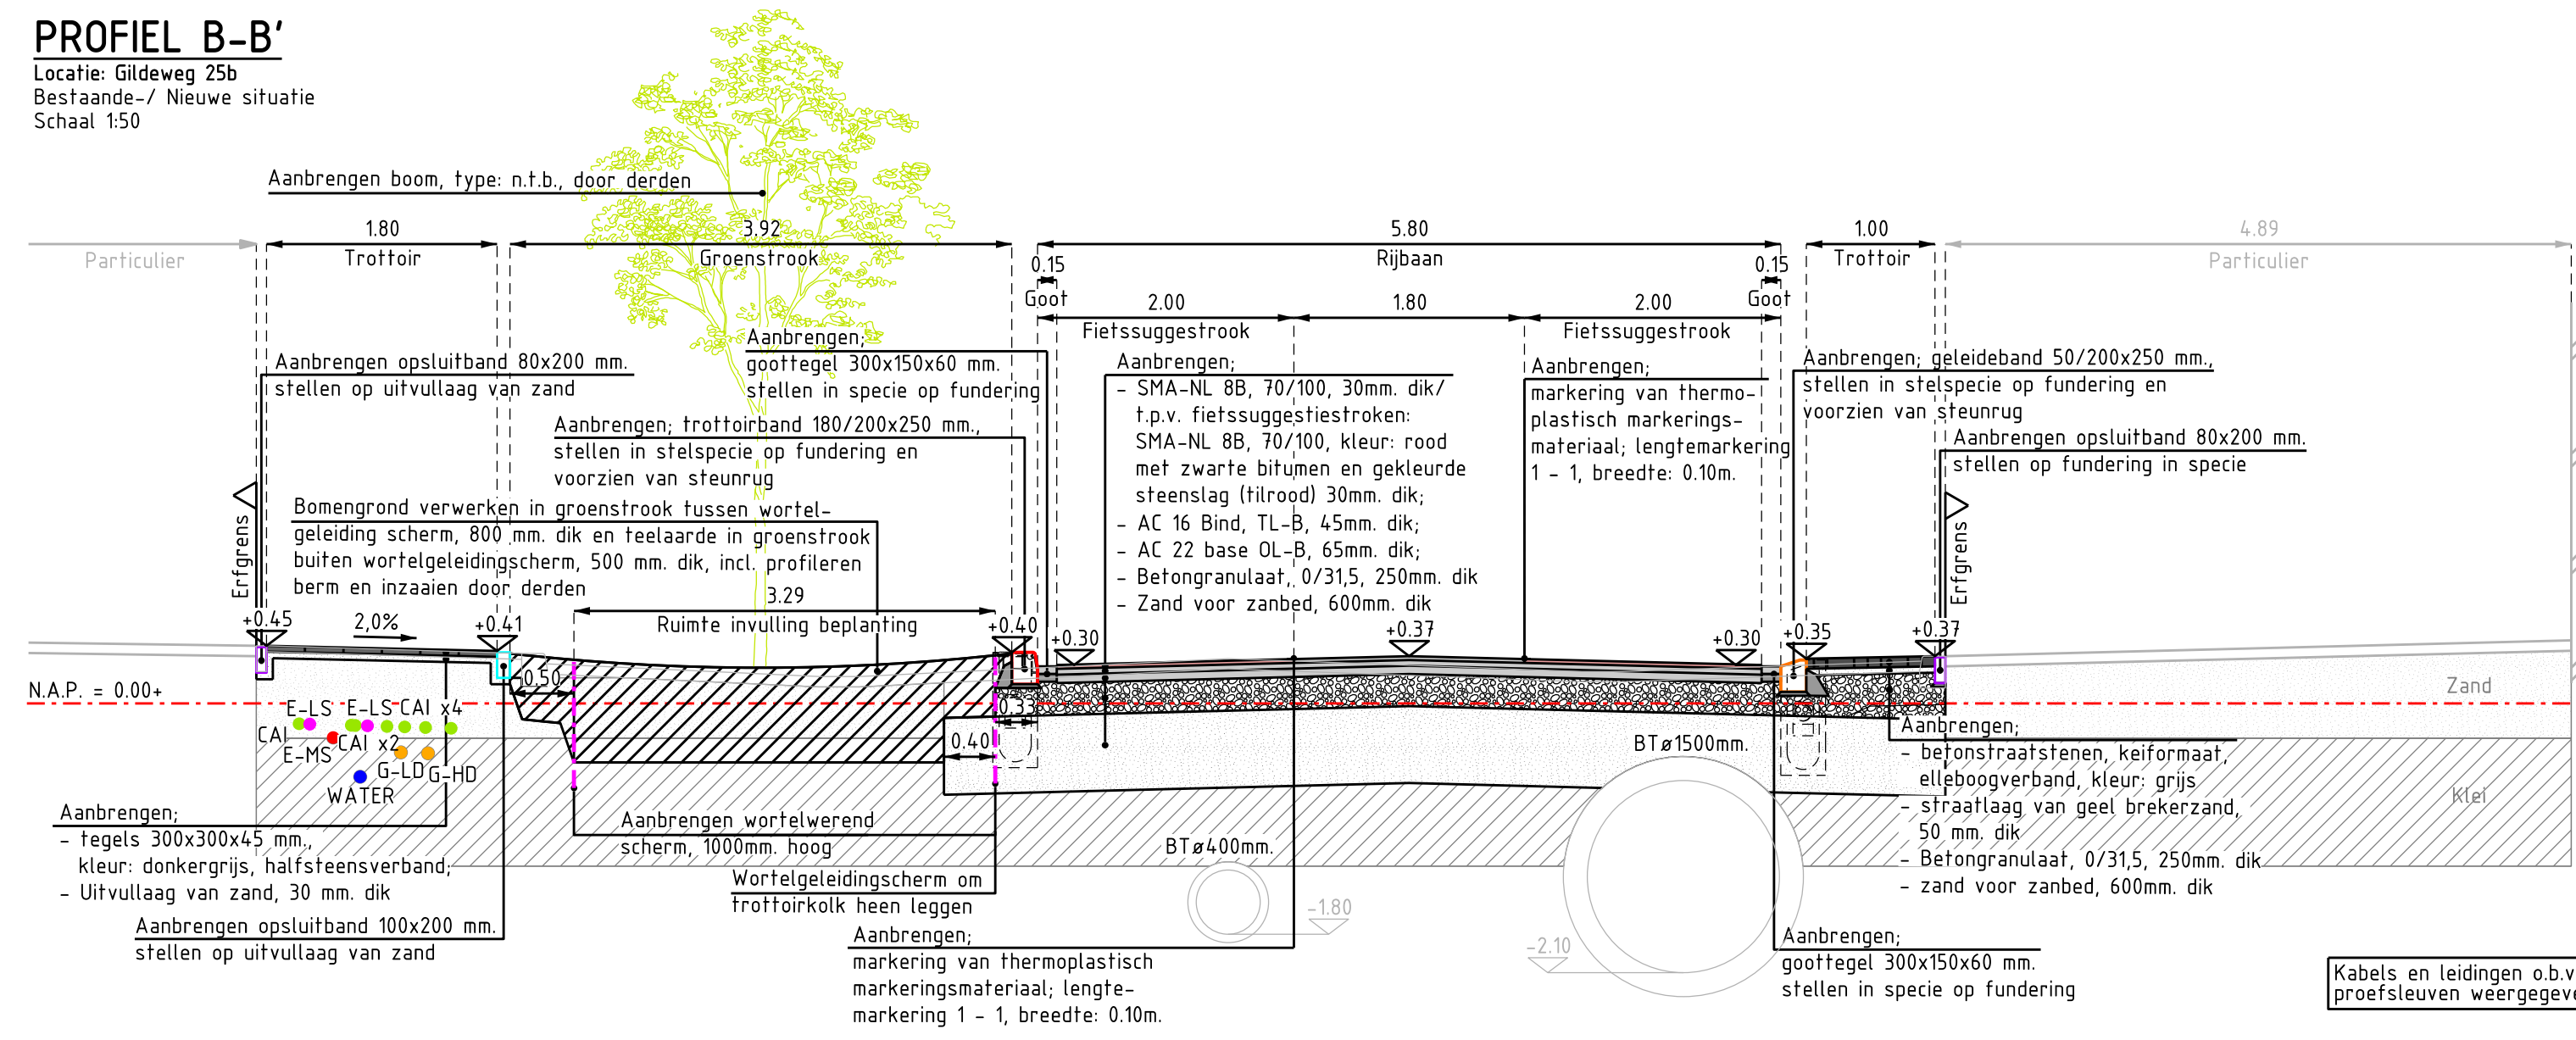 PROFIEL B-B'
Locatie: Gildeweg 25b
Bestaande-/ Nieuwe situatie
Schaal 1:50
Aanbrengen boom, type: n.t.b., door derden
Particulier
1.80
Trottoir
3.92
Groenstrook
5.80
Rijbaan
1.00
Trottoir
4.89
Particulier
0.15
Goot
0.15
Goot
2.00
Fietssuggestrook
1.80
2.00
Fietssuggestrook
Aanbrengen opsluitband 80x200 mm.
stellen op uitvullaag van zand
Aanbrengen;
goottegel 300x150x60 mm.
stellen in specie op fundering
Aanbrengen; trottoirband 180/200x250 mm.,
stellen in stelspecie op fundering en
voorzien van steunrug
Bomengrond verwerken in groenstrook tussen wortel-
geleiding scherm, 800 mm. dik en teelaarde in groenstrook
buiten wortelgeleidingscherm, 500 mm. dik, incl. profileren
berm en inzaaien door derden
Aanbrengen;
- SMA-NL 8B, 70/100, 30mm. dik/
t.p.v. fietssuggestiestroken:
SMA-NL 8B, 70/100, kleur: rood
met zwarte bitumen en gekleurde
steenslag (tilrood) 30mm. dik;
- AC 16 Bind, TL-B, 45mm. dik;
- AC 22 base OL-B, 65mm. dik;
- Betongranulaat, 0/31,5, 250mm. dik
- Zand voor zanbed, 600mm. dik
Aanbrengen;
markering van thermo-
plastisch markerings-
materiaal; lengtemarkering
1 - 1, breedte: 0.10m.
Aanbrengen; geleideband 50/200x250 mm.,
stellen in stelspecie op fundering en
voorzien van steunrug
Aanbrengen opsluitband 80x200 mm.
stellen op fundering in specie
Erfgrens
Erfgrens
3.29
Ruimte invulling beplanting
+0.45
2,0%
+0.41
+0.40
+0.30
+0.37
+0.30
+0.35
+0.37
0.50
0.33
0.40
N.A.P. = 0.00+
E-LS
E-LS
CAI x4
CAI
CAI x2
E-MS
G-LD
G-HD
WATER
Zand
Klei
BTø1500mm.
BTø400mm.
-1.80
-2.10
Aanbrengen;
- tegels 300x300x45 mm.,
kleur: donkergrijs, halfsteensverband;
- Uitvullaag van zand, 30 mm. dik
Aanbrengen opsluitband 100x200 mm.
stellen op uitvullaag van zand
Aanbrengen wortelwerend
scherm, 1000mm. hoog
Wortelgeleidingscherm om
trottoirkolk heen leggen
Aanbrengen;
markering van thermoplastisch
markeringsmateriaal; lengte-
markering 1 - 1, breedte: 0.10m.
Aanbrengen;
- betonstraatstenen, keiformaat,
elleboogverband, kleur: grijs
- straatlaag van geel brekerzand,
50 mm. dik
- Betongranulaat, 0/31,5, 250mm. dik
- zand voor zanbed, 600mm. dik
Aanbrengen;
goottegel 300x150x60 mm.
stellen in specie op fundering
Kabels en leidingen o.b.v
proefsleuven weergegeve